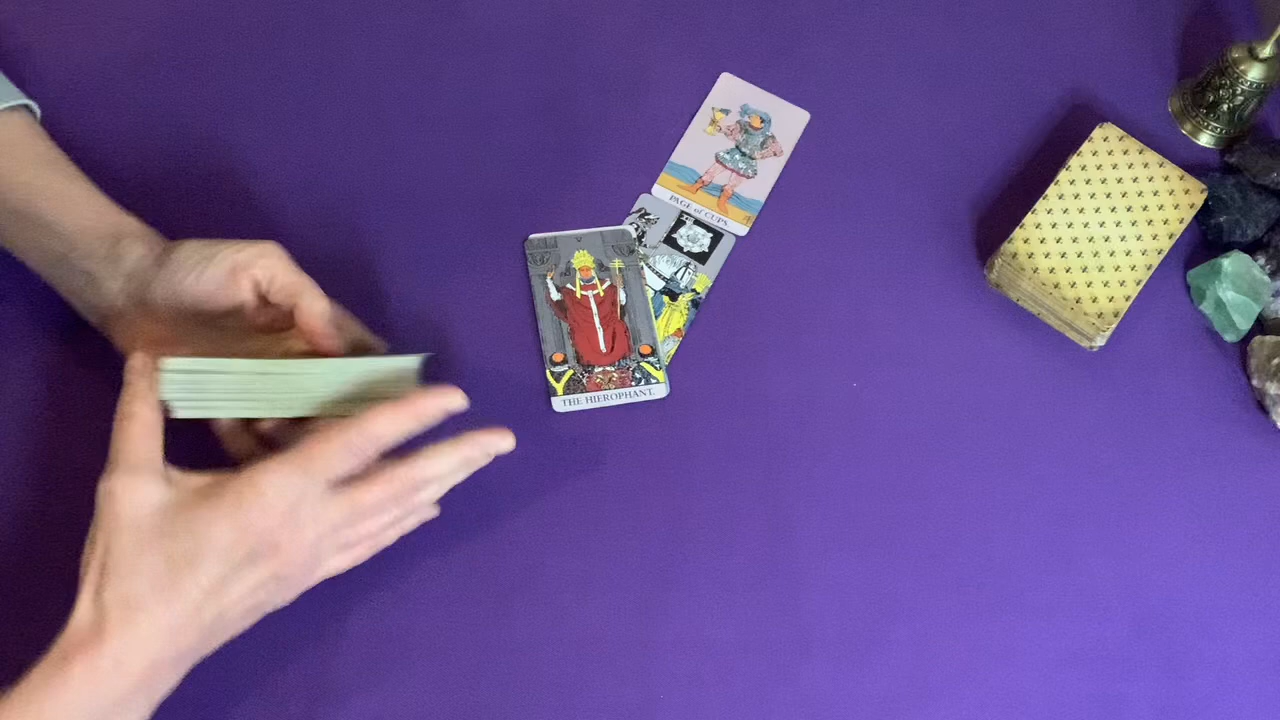 PAGE of CUPS.
V
THE HIEROPHANT.